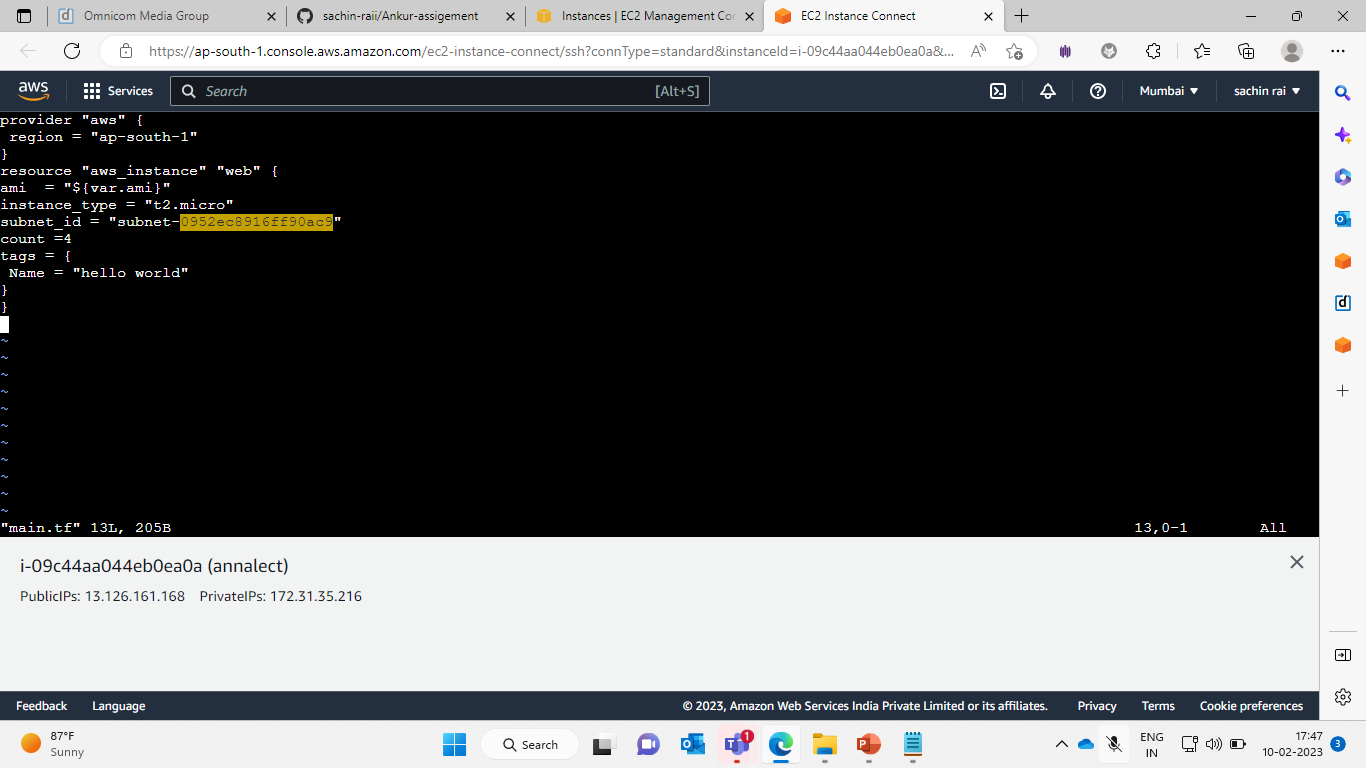 Omnicom Media Group
sachin-raii/Ankur-assigement
Instances | EC2 Management Con
EC2 Instance Connect
https://ap-south-1.console.aws.amazon.com/ec2-instance-connect/ssh?connType=standard&instanceId=i-09c44aa044eb0ea0a&...
aws
Services
Search
[Alt+S]
Mumbai
sachin rai
provider "aws" {
region = "ap-south-1"
}
resource "aws_instance" "web" {
ami  = "${var.ami}"
instance_type = "t2.micro"
subnet_id = "subnet-0952ec8916ff90ac9"
count =4
tags = {
Name = "hello world"
}
}
~
~
~
~
~
~
~
~
~
~
~
"main.tf" 13L, 205B 13,0-1 All
i-09c44aa044eb0ea0a (annalect)
PublicIPs: 13.126.161.168 PrivateIPs: 172.31.35.216
Feedback Language © 2023, Amazon Web Services India Private Limited or its affiliates. Privacy Terms Cookie preferences
87°F
Sunny
Search
1
ENG
IN
17:47
10-02-2023
3